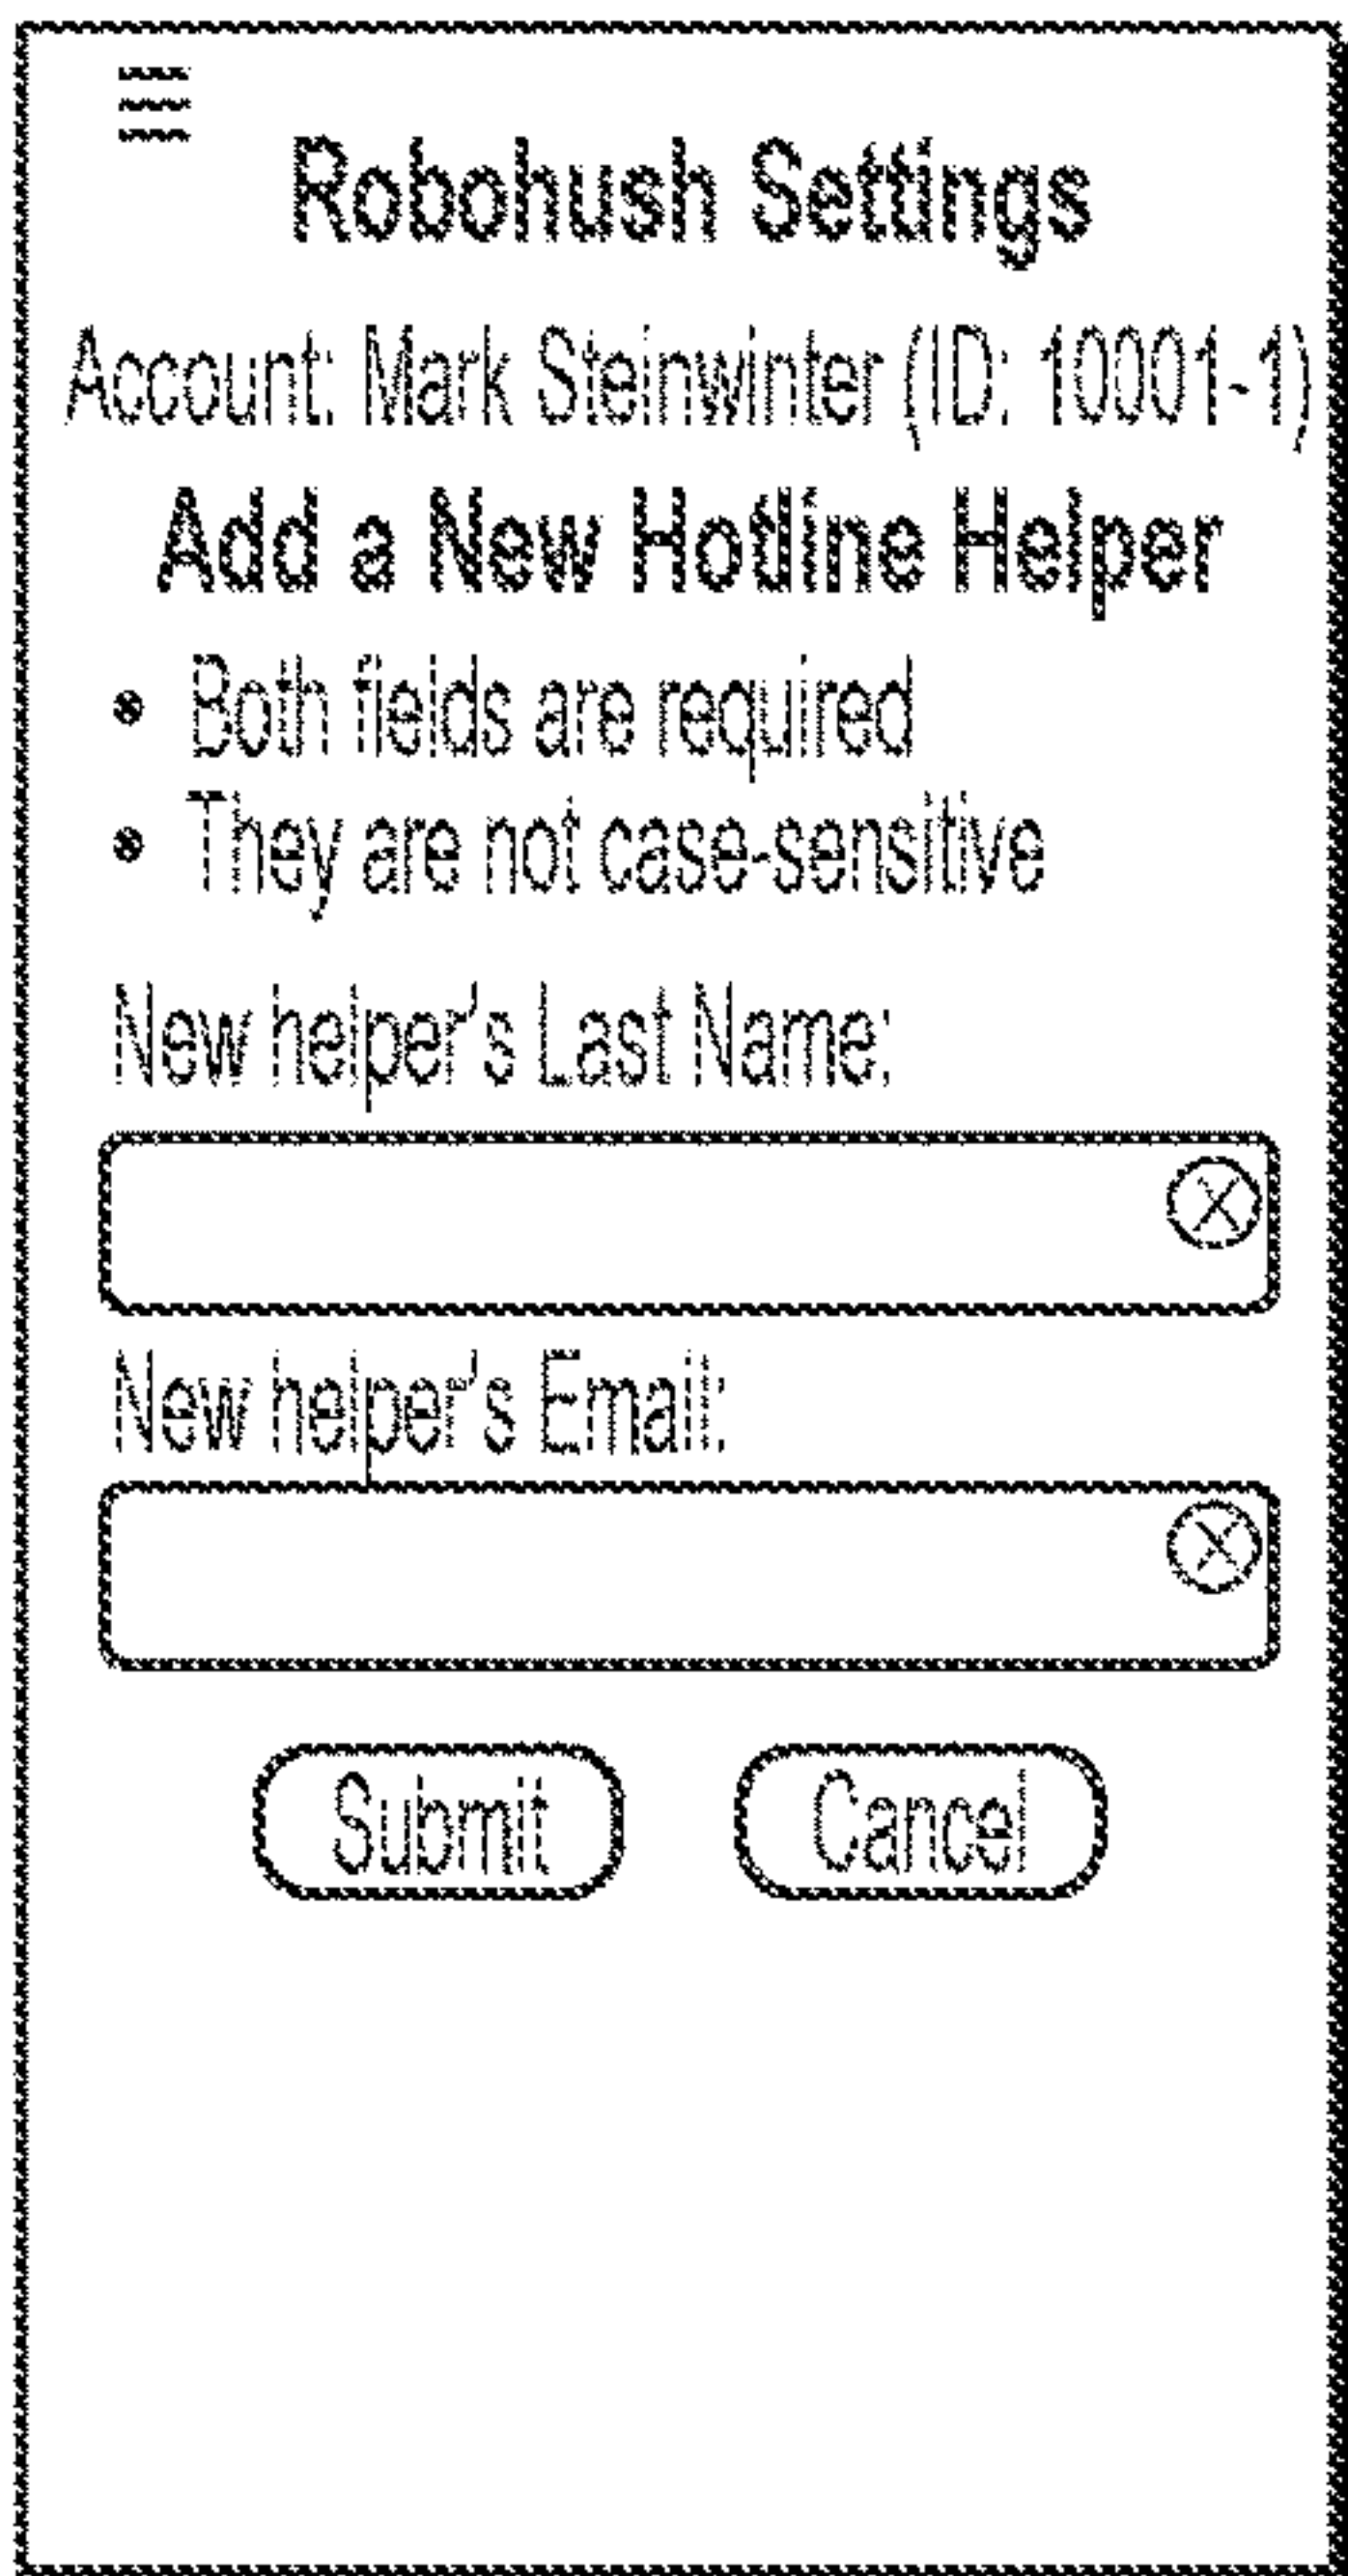 Robohush Settings
Account: Mark Steinwinter (ID: 10001-1)
Add a New Hotline Helper
• Both fields are required
• They are not case-sensitive
New helper's Last Name:
X
New helper's Email:
X
Submit Cancel